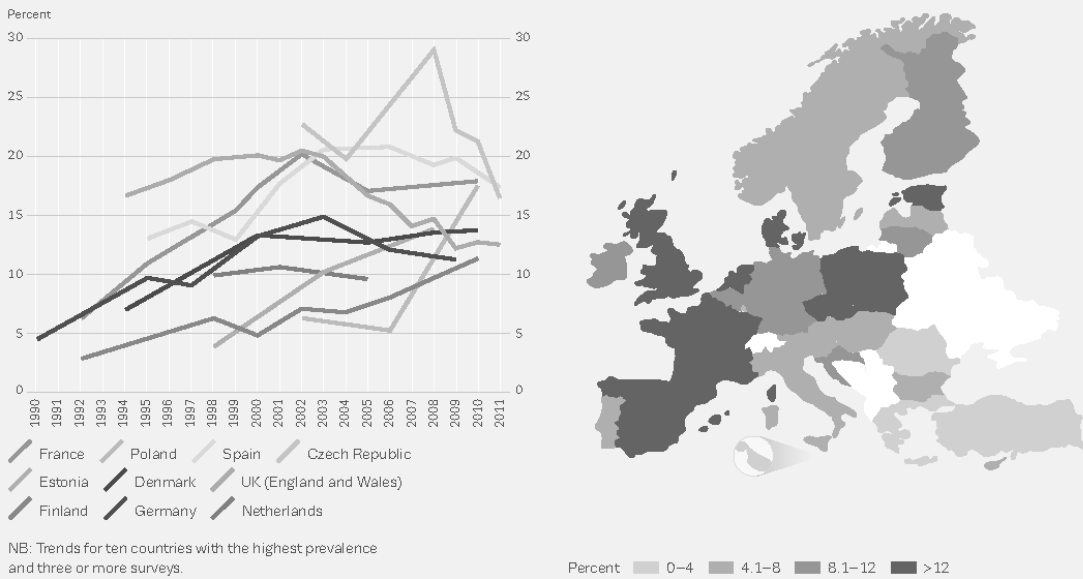 Percent
30 30
25 25
20 20
15 15
10 10
5 5
0 0
1990 1991 1992 1993 1994 1995 1996 1997 1998 1999 2000 2001 2002 2003 2004 2005 2006 2007 2008 2009 2010 2011
France Poland Spain Czech Republic
Estonia Denmark UK (England and Wales)
Finland Germany Netherlands
NB: Trends for ten countries with the highest prevalence
and three or more surveys.
Percent 0–4 4.1–8 8.1–12 >12